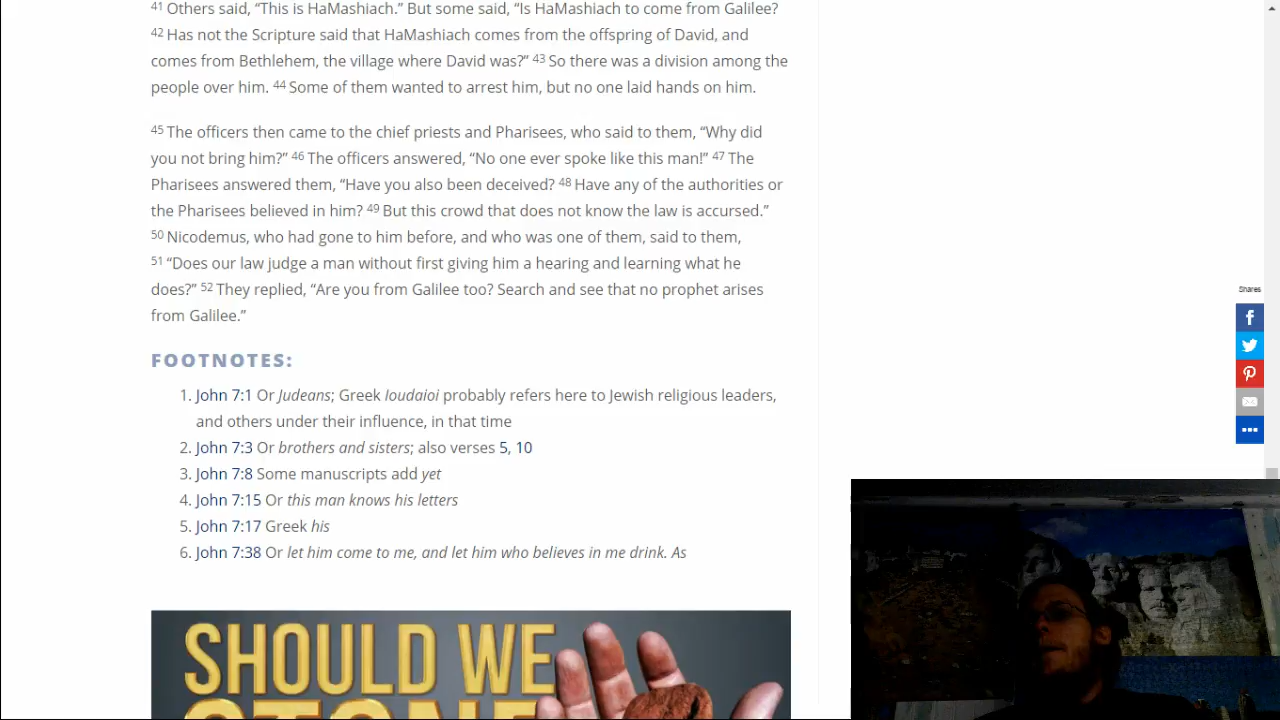 41 Others said, “This is HaMashiach.” But some said, “Is HaMashiach to come from Galilee?
42 Has not the Scripture said that HaMashiach comes from the offspring of David, and
comes from Bethlehem, the village where David was?” 43 So there was a division among the
people over him. 44 Some of them wanted to arrest him, but no one laid hands on him.
45 The officers then came to the chief priests and Pharisees, who said to them, “Why did
you not bring him?” 46 The officers answered, “No one ever spoke like this man!” 47 The
Pharisees answered them, “Have you also been deceived? 48 Have any of the authorities or
the Pharisees believed in him? 49 But this crowd that does not know the law is accursed.”
50 Nicodemus, who had gone to him before, and who was one of them, said to them,
51 “Does our law judge a man without first giving him a hearing and learning what he
does?” 52 They replied, “Are you from Galilee too? Search and see that no prophet arises
from Galilee.”
Shares
FOOTNOTES:
1. John 7:1 Or Judeans; Greek Ioudaioi probably refers here to Jewish religious leaders,
and others under their influence, in that time
2. John 7:3 Or brothers and sisters; also verses 5, 10
3. John 7:8 Some manuscripts add yet
4. John 7:15 Or this man knows his letters
5. John 7:17 Greek his
6. John 7:38 Or let him come to me, and let him who believes in me drink. As
SHOULD WE
STONE